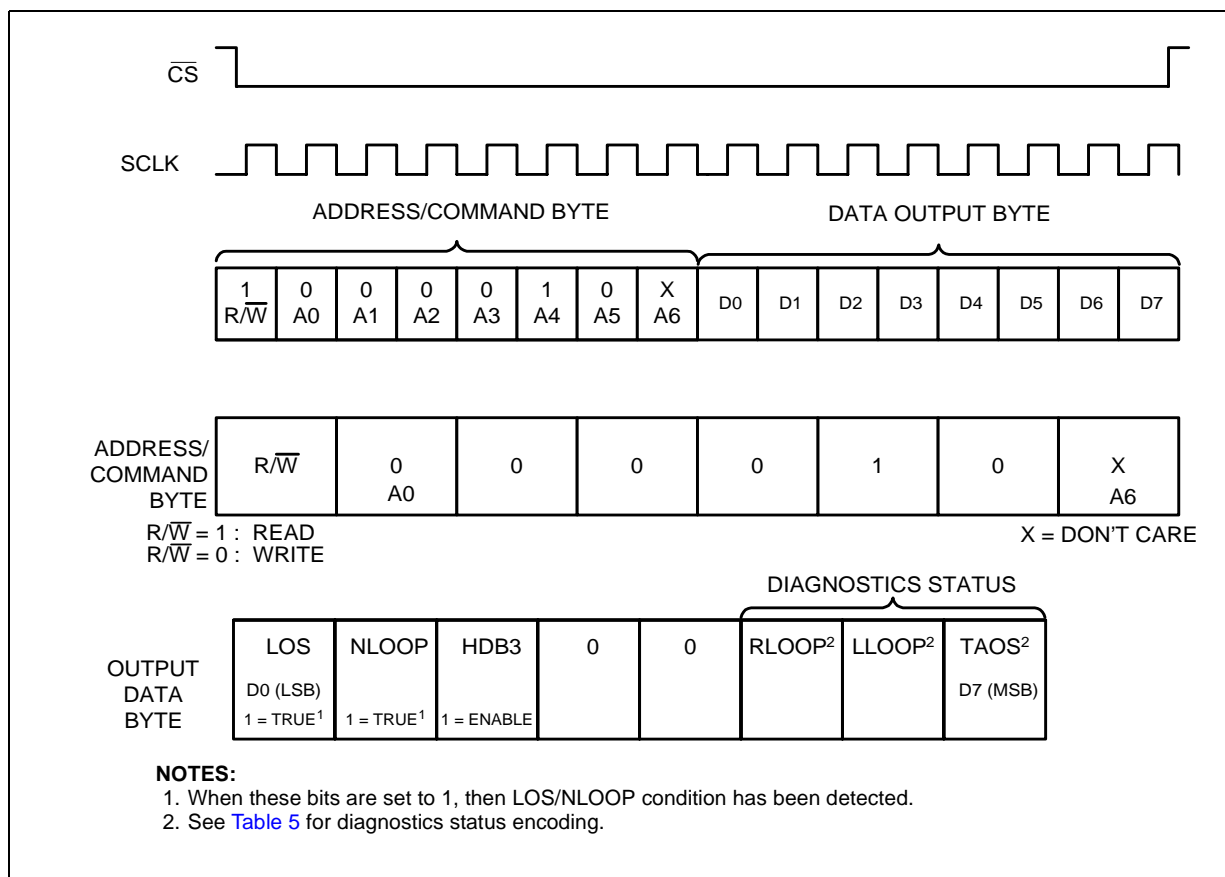 CS
SCLK
ADDRESS/COMMAND BYTE DATA OUTPUT BYTE
1 0 0 0 0 1 0 X
R/W A0 A1 A2 A3 A4 A5 A6 D0 D1 D2 D3 D4 D5 D6 D7
ADDRESS/
COMMAND
BYTE
R/W 0 0 0 0 1 0 X
A0 A6
R/W = 1 : READ
R/W = 0 : WRITE
X = DON'T CARE
DIAGNOSTICS STATUS
OUTPUT
DATA
BYTE
LOS NLOOP HDB3 0 0 RLOOP² LLOOP² TAOS²
D0 (LSB) D7 (MSB)
1 = TRUE¹ 1 = TRUE¹ 1 = ENABLE
NOTES:
1. When these bits are set to 1, then LOS/NLOOP condition has been detected.
2. See Table 5 for diagnostics status encoding.